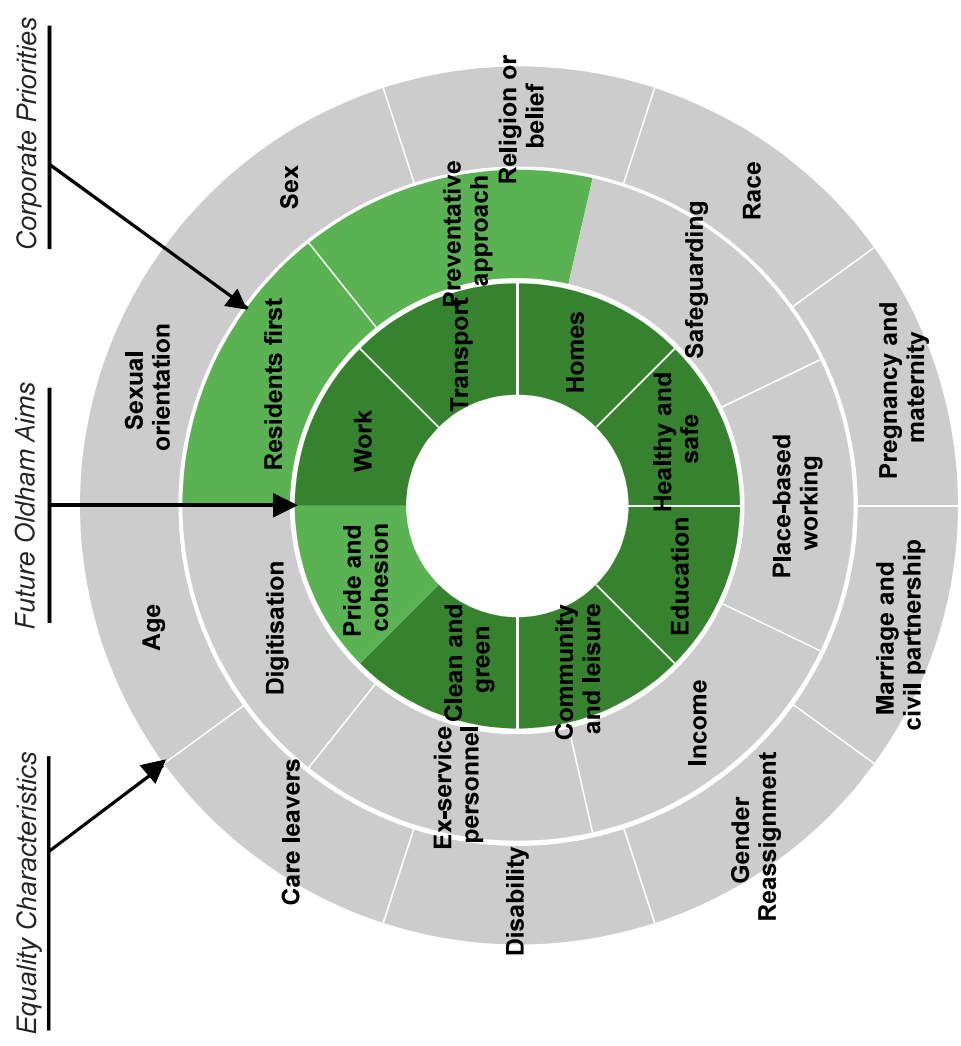 Equality Characteristics
Future Oldham Aims
Corporate Priorities
Age
Sexual
orientation
Sex
Religion or
belief
Race
Pregnancy and
maternity
Marriage and
civil partnership
Gender
Reassignment
Disability
Care leavers
Digitisation
Residents first
Preventative
approach
Safeguarding
Place-based
working
Income
Ex-service
personnel
Pride and
cohesion
Work
Transport
Homes
Healthy and
safe
Education
Community
and leisure
Clean and
green